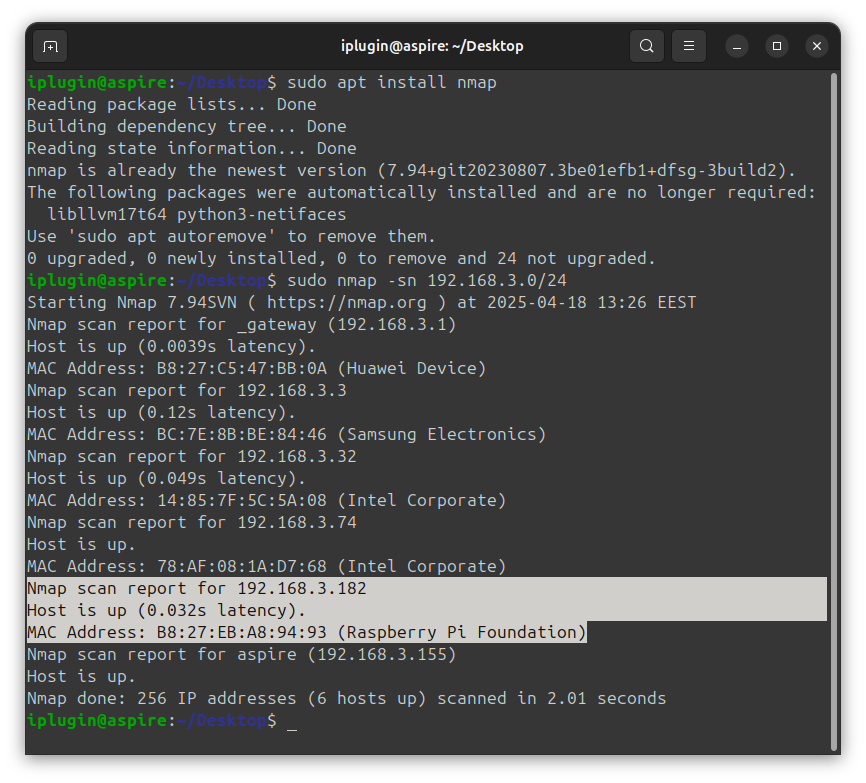 iplugin@aspire: ~/Desktop
iplugin@aspire:~/Desktop$ sudo apt install nmap
Reading package lists... Done
Building dependency tree... Done
Reading state information... Done
nmap is already the newest version (7.94+git20230807.3be01efb1+dfsg-3build2).
The following packages were automatically installed and are no longer required:
  libllvm17t64 python3-netifaces
Use 'sudo apt autoremove' to remove them.
0 upgraded, 0 newly installed, 0 to remove and 24 not upgraded.
iplugin@aspire:~/Desktop$ sudo nmap -sn 192.168.3.0/24
Starting Nmap 7.94SVN ( https://nmap.org ) at 2025-04-18 13:26 EEST
Nmap scan report for _gateway (192.168.3.1)
Host is up (0.0039s latency).
MAC Address: B8:27:C5:47:BB:0A (Huawei Device)
Nmap scan report for 192.168.3.3
Host is up (0.12s latency).
MAC Address: BC:7E:8B:BE:84:46 (Samsung Electronics)
Nmap scan report for 192.168.3.32
Host is up (0.049s latency).
MAC Address: 14:85:7F:5C:5A:08 (Intel Corporate)
Nmap scan report for 192.168.3.74
Host is up.
MAC Address: 78:AF:08:1A:D7:68 (Intel Corporate)
Nmap scan report for 192.168.3.182
Host is up (0.032s latency).
MAC Address: B8:27:EB:A8:94:93 (Raspberry Pi Foundation)
Nmap scan report for aspire (192.168.3.155)
Host is up.
Nmap done: 256 IP addresses (6 hosts up) scanned in 2.01 seconds
iplugin@aspire:~/Desktop$ _